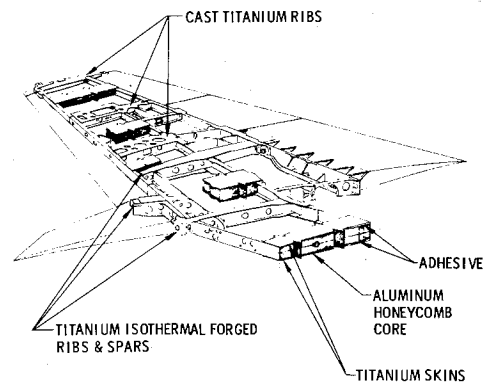 CAST TITANIUM RIBS
ADHESIVE
ALUMINUM
HONEYCOMB
CORE
TITANIUM ISOTHERMAL FORGED
RIBS & SPARS
TITANIUM SKINS